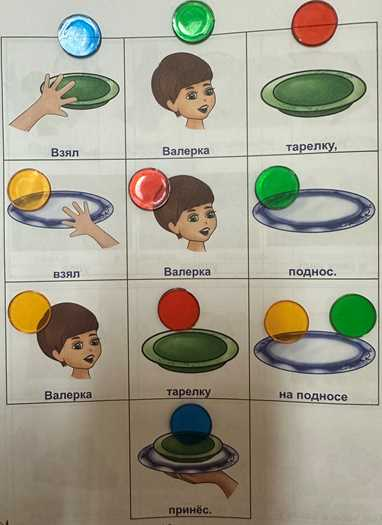 Взял Валерка тарелку,
взял Валерка поднос.
Валерка тарелку на подносе
принёс.